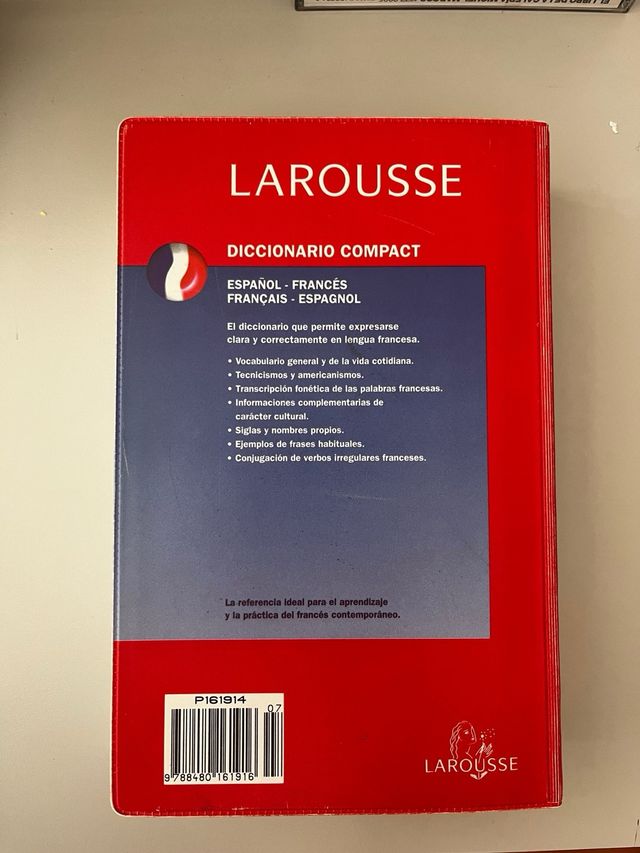 LAROUSSE
DICCIONARIO COMPACT
ESPAÑOL - FRANCÉS
FRANÇAIS - ESPAGNOL
El diccionario que permite expresarse
clara y correctamente en lengua francesa.
• Vocabulario general y de la vida cotidiana.
• Tecnicismos y americanismos.
• Transcripción fonética de las palabras francesas.
• Informaciones complementarias de
carácter cultural.
• Siglas y nombres propios.
• Ejemplos de frases habituales.
• Conjugación de verbos irregulares franceses.
La referencia ideal para el aprendizaje
y la práctica del francés contemporáneo.
P161914
07
9 788480 161916
LAROUSSE